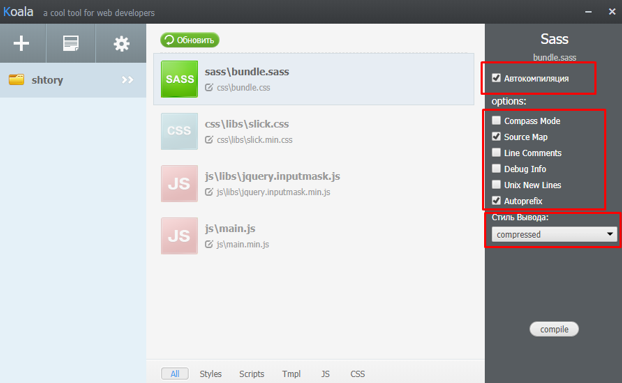 Koala a cool tool for web developers
shtory
Обновить
SASS
sass\bundle.sass
css\bundle.css
CSS
css\libs\slick.css
css\libs\slick.min.css
JS
js\libs\jquery.inputmask.js
js\libs\jquery.inputmask.min.js
JS
js\main.js
js\main.min.js
All Styles Scripts Tmpl JS CSS
Sass
bundle.sass
Автокомпиляция
options:
Compass Mode
Source Map
Line Comments
Debug Info
Unix New Lines
Autoprefix
Стиль Вывода:
compressed
compile